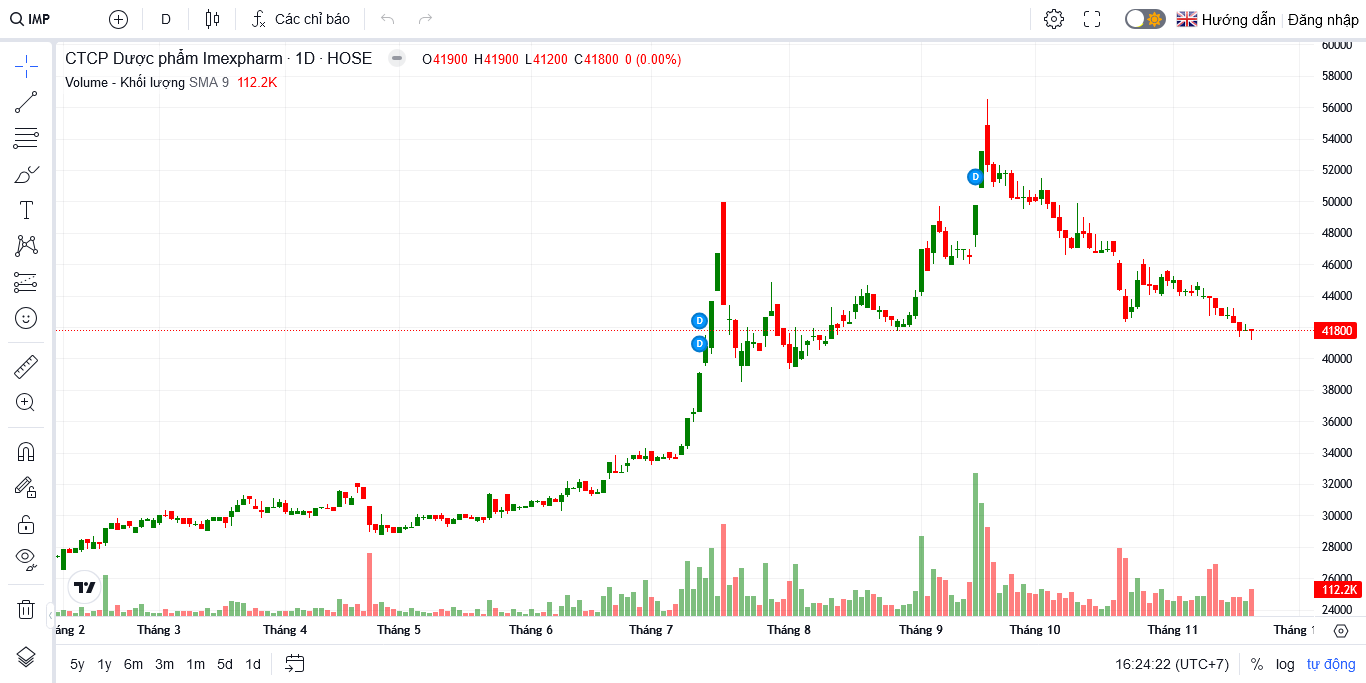 IMP D Các chỉ báo Hướng dẫn Đăng nhập
CTCP Dược phẩm Imexpharm · 1D · HOSE O41900 H41900 L41200 C41800 0 (0.00%)
Volume - Khối lượng SMA 9 112.2K
60000
58000
56000
54000
52000
50000
48000
46000
44000
41800
40000
38000
36000
34000
32000
30000
28000
26000
112.2K
24000
D
D
D
áng 2 Tháng 3 Tháng 4 Tháng 5 Tháng 6 Tháng 7 Tháng 8 Tháng 9 Tháng 10 Tháng 11 Tháng 1
5y 1y 6m 3m 1m 5d 1d 16:24:22 (UTC+7) % log tự động